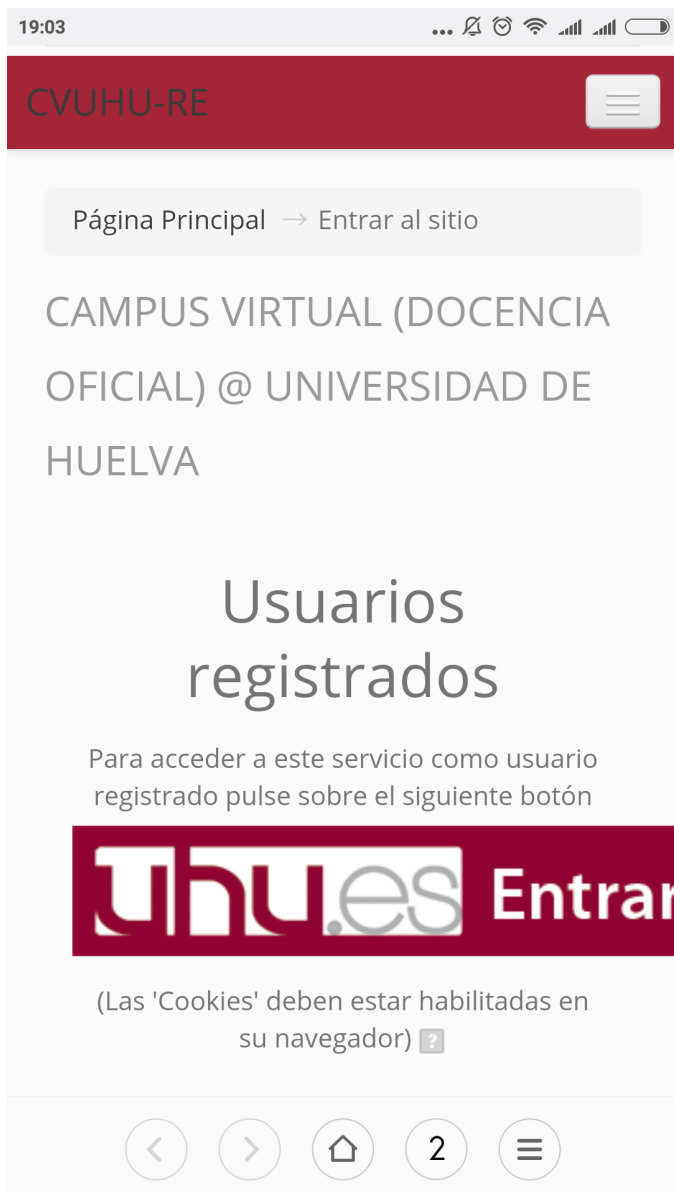 19:03
CVUHU-RE
Página Principal → Entrar al sitio
CAMPUS VIRTUAL (DOCENCIA
OFICIAL) @ UNIVERSIDAD DE
HUELVA
Usuarios
registrados
Para acceder a este servicio como usuario
registrado pulse sobre el siguiente botón
uhu.es Entrar
(Las 'Cookies' deben estar habilitadas en
su navegador) ?
2